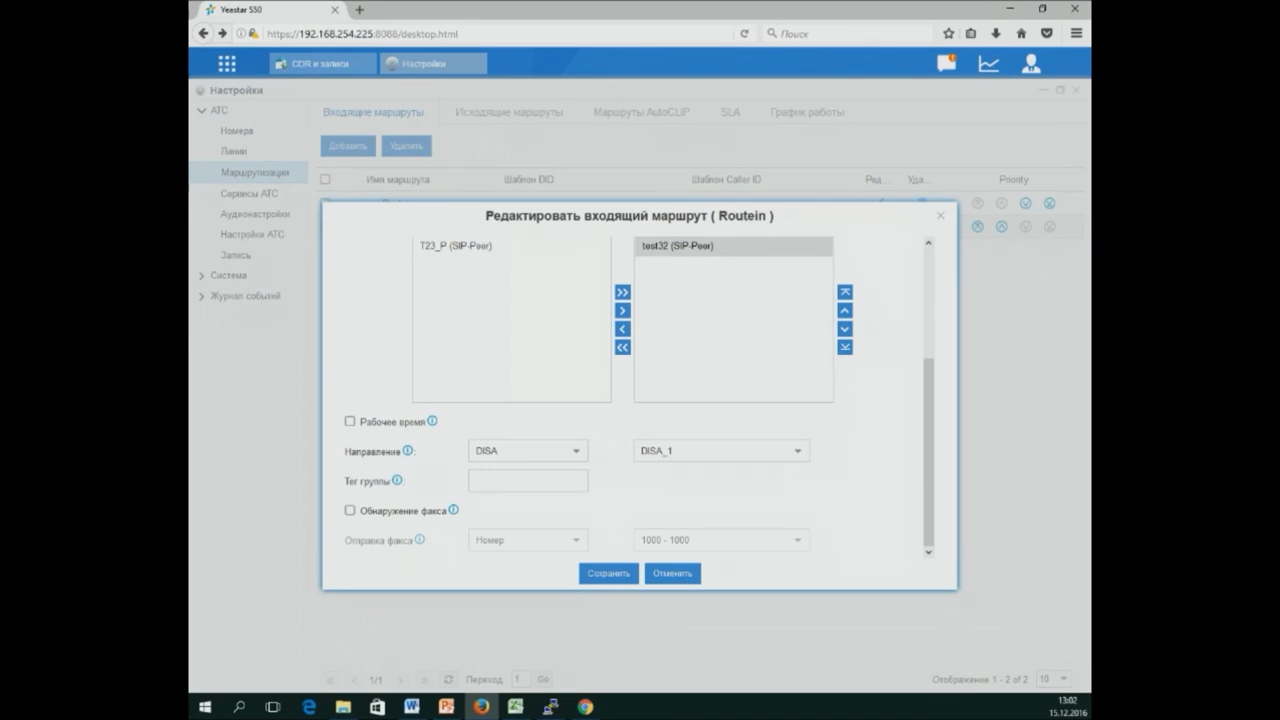 Yeastar S50
https://192.168.254.225:8088/desktop.html
Поиск
CDR и записи
Настройки
Настройки
АТС
Входящие маршруты
Исходящие маршруты
Маршруты AutoCLIP
SLA
График работы
Номера
Линии
Добавить
Удалить
Маршрутизация
Имя маршрута
Шаблон DID
Шаблон Caller ID
Ред...
Уда...
Priority
Сервисы АТС
Аудионастройки
Настройки АТС
Запись
Система
Журнал событий
Редактировать входящий маршрут ( Routein )
T23_P (SIP-Peer)
test32 (SIP-Peer)
Рабочее время
Направление :
DISA
DISA_1
Тег группы :
Обнаружение факса
Отправка факса :
Номер
1000 - 1000
Сохранить
Отменить
1/1
Переход
1
Go
Отображение 1 - 2 of 2
10
13:02
15.12.2016